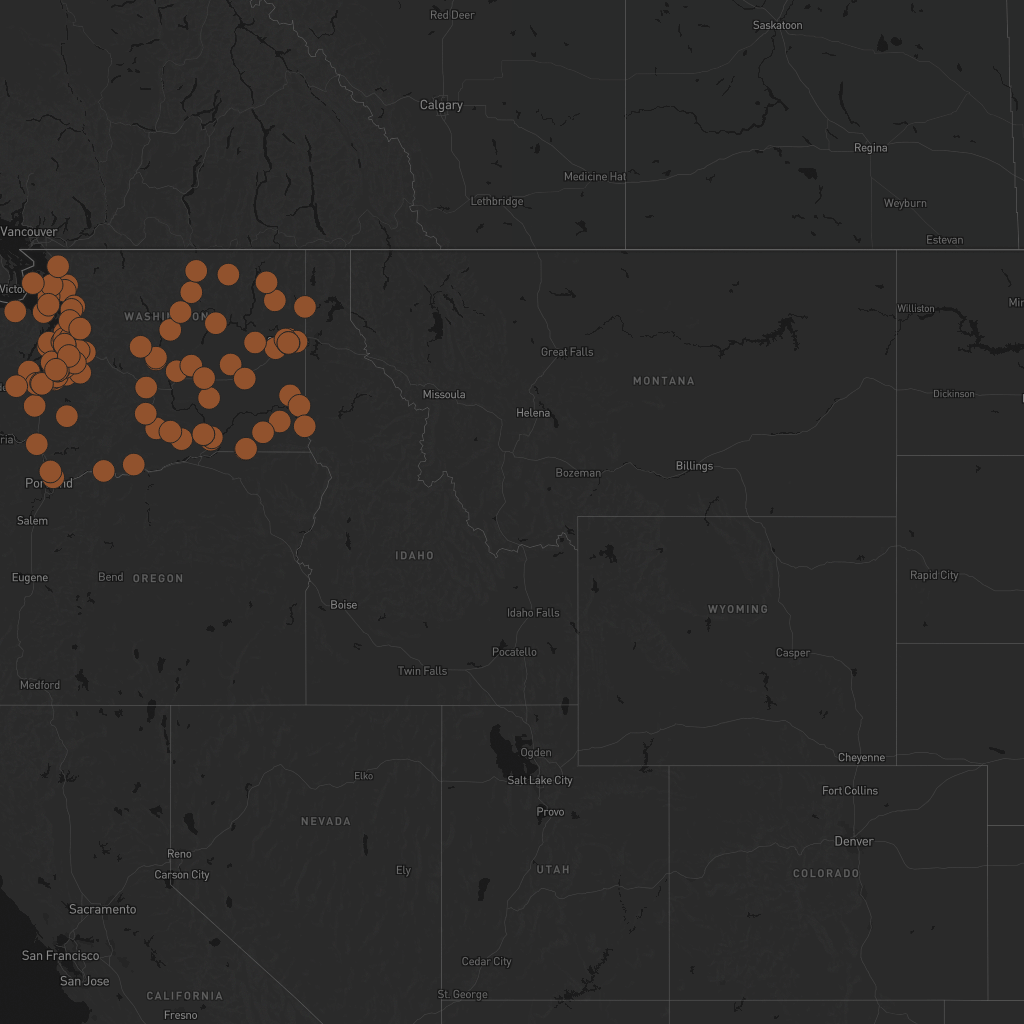 Red Deer
Saskatoon
Calgary
Regina
Medicine Hat
Lethbridge
Weyburn
Vancouver
Estevan
Victo
Williston
WASHINGTON
Great Falls
MONTANA
Missoula
Dickinson
Helena
ria
Billings
Bozeman
Portland
Salem
IDAHO
Eugene
Bend
OREGON
Rapid City
Boise
Idaho Falls
WYOMING
Pocatello
Casper
Twin Falls
Medford
Ogden
Cheyenne
Elko
Salt Lake City
Fort Collins
Provo
NEVADA
Denver
Reno
Ely
UTAH
COLORADO
Carson City
Sacramento
San Francisco
Cedar City
San Jose
CALIFORNIA
St. George
Fresno